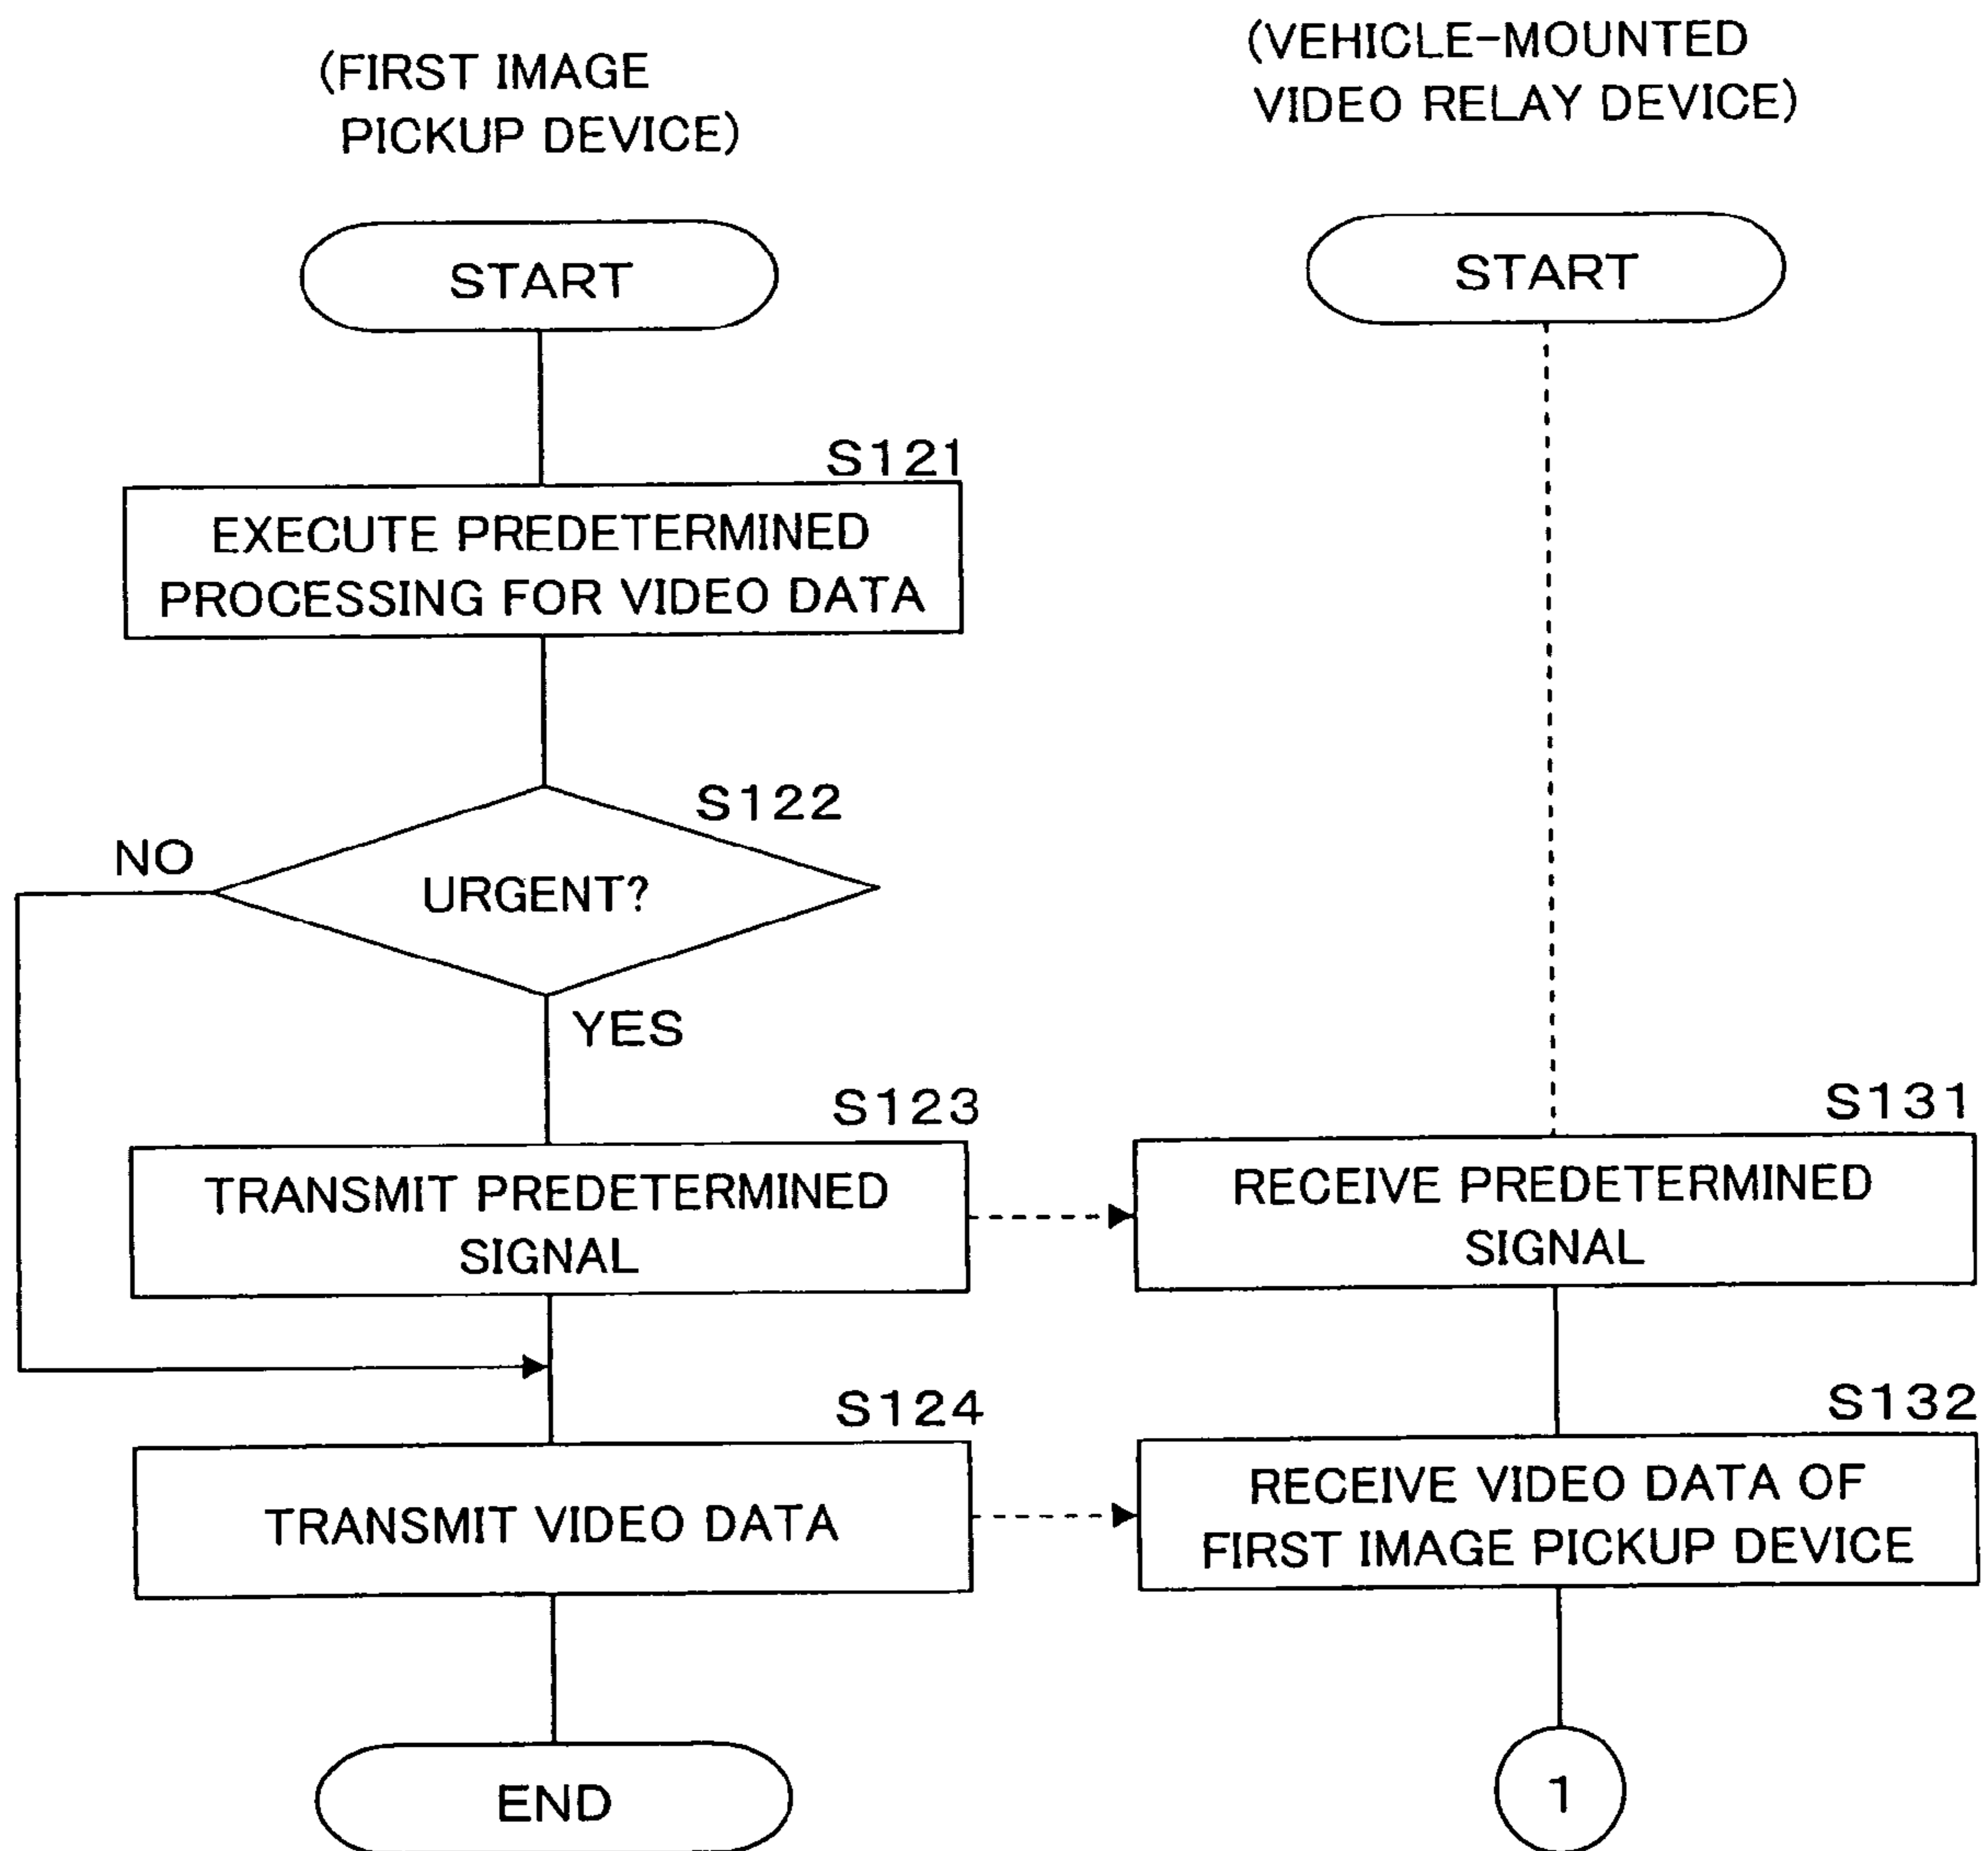 (FIRST IMAGE
PICKUP DEVICE)
(VEHICLE-MOUNTED
VIDEO RELAY DEVICE)
START
START
S121
EXECUTE PREDETERMINED
PROCESSING FOR VIDEO DATA
S122
NO
URGENT?
YES
S123
TRANSMIT PREDETERMINED
SIGNAL
S131
RECEIVE PREDETERMINED
SIGNAL
S124
TRANSMIT VIDEO DATA
S132
RECEIVE VIDEO DATA OF
FIRST IMAGE PICKUP DEVICE
END
1